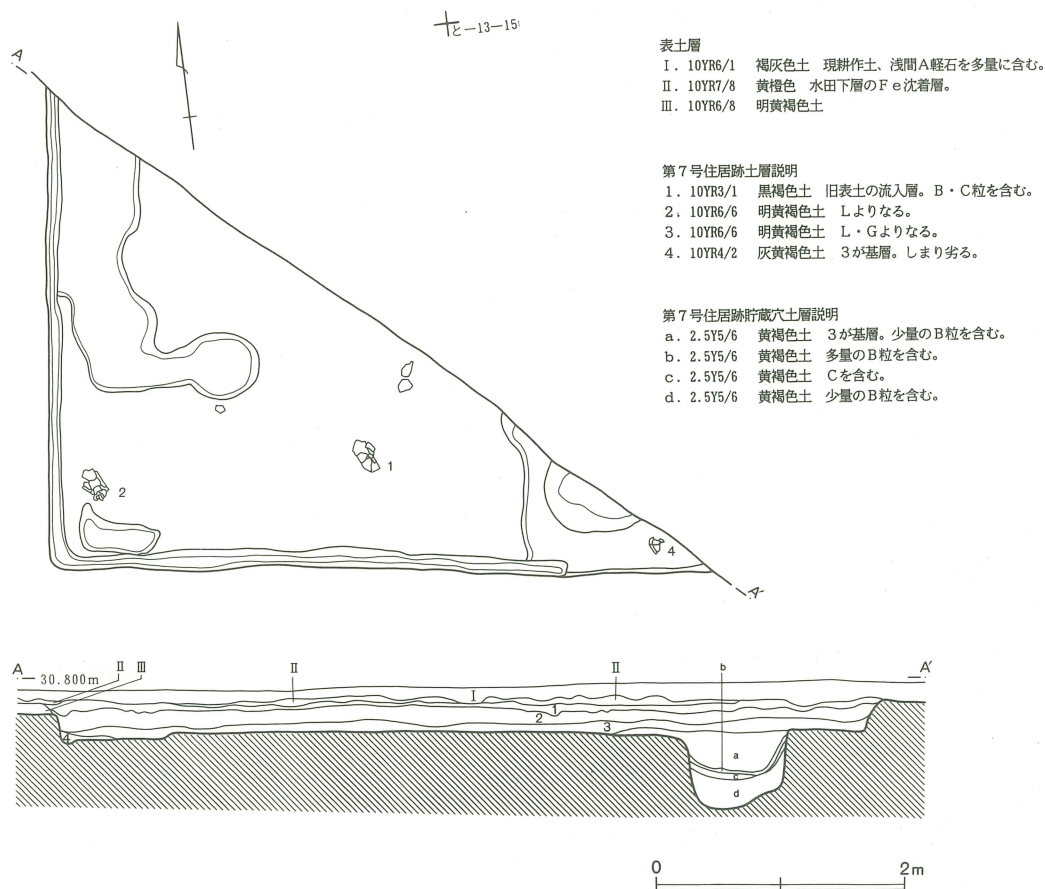 と-13-15
A
A'
1
2
4
表土層
Ⅰ. 10YR6/1 褐灰色土 現耕作土、浅間A軽石を多量に含む。
Ⅱ. 10YR7/8 黄橙色 水田下層のFe沈着層。
Ⅲ. 10YR6/8 明黄褐色土
第7号住居跡土層説明
1. 10YR3/1 黒褐色土 旧表土の流入層。B・C粒を含む。
2. 10YR6/6 明黄褐色土 Lよりなる。
3. 10YR6/6 明黄褐色土 L・Gよりなる。
4. 10YR4/2 灰黄褐色土 3が基層。しまり劣る。
第7号住居跡貯蔵穴土層説明
a. 2.5Y5/6 黄褐色土 3が基層。少量のB粒を含む。
b. 2.5Y5/6 黄褐色土 多量のB粒を含む。
c. 2.5Y5/6 黄褐色土 Cを含む。
d. 2.5Y5/6 黄褐色土 少量のB粒を含む。
A 30.800m Ⅱ Ⅲ Ⅱ Ⅱ b A'
Ⅰ
1
2
3
4
a
c
d
0 2m